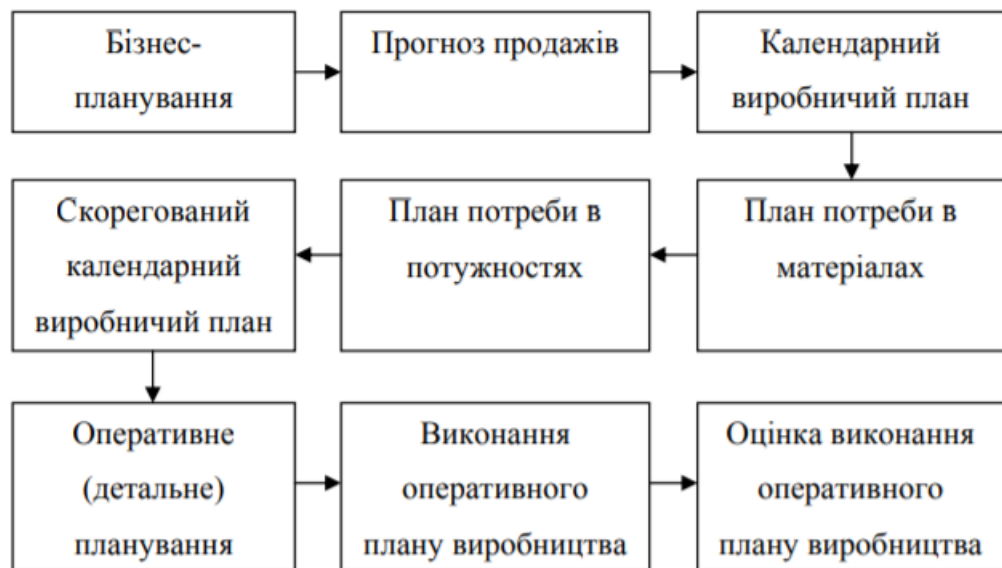 Бізнес-
планування
Прогноз продажів
Календарний
виробничий план
План потреби в
матеріалах
План потреби в
потужностях
Скорегований
календарний
виробничий план
Оперативне
(детальне)
планування
Виконання
оперативного
плану виробництва
Оцінка виконання
оперативного
плану виробництва